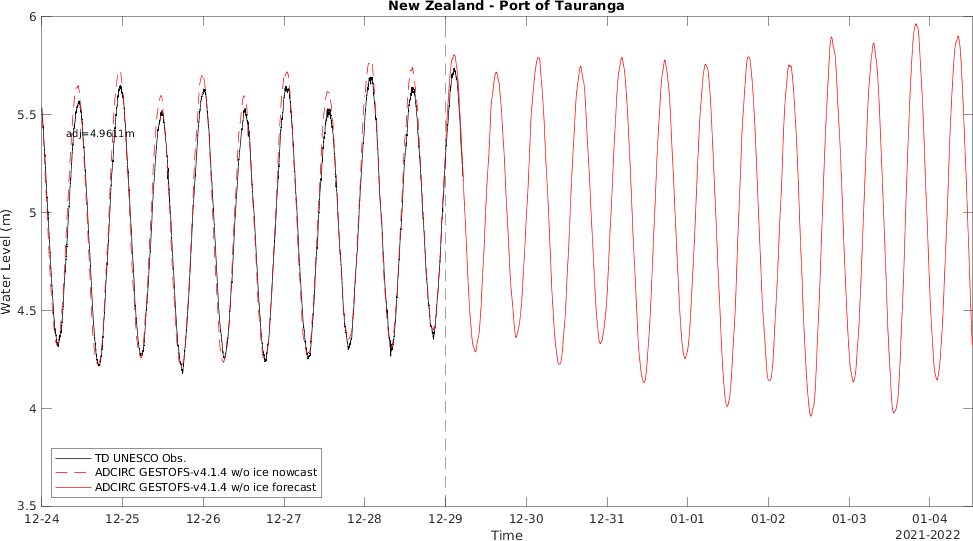 New Zealand - Port of Tauranga
6
5.5
5
4.5
4
3.5
Water Level (m)
adj=4.9611m
TD UNESCO Obs.
ADCIRC GESTOFS-v4.1.4 w/o ice nowcast
ADCIRC GESTOFS-v4.1.4 w/o ice forecast
12-24 12-25 12-26 12-27 12-28 12-29 12-30 12-31 01-01 01-02 01-03 01-04
Time
2021-2022